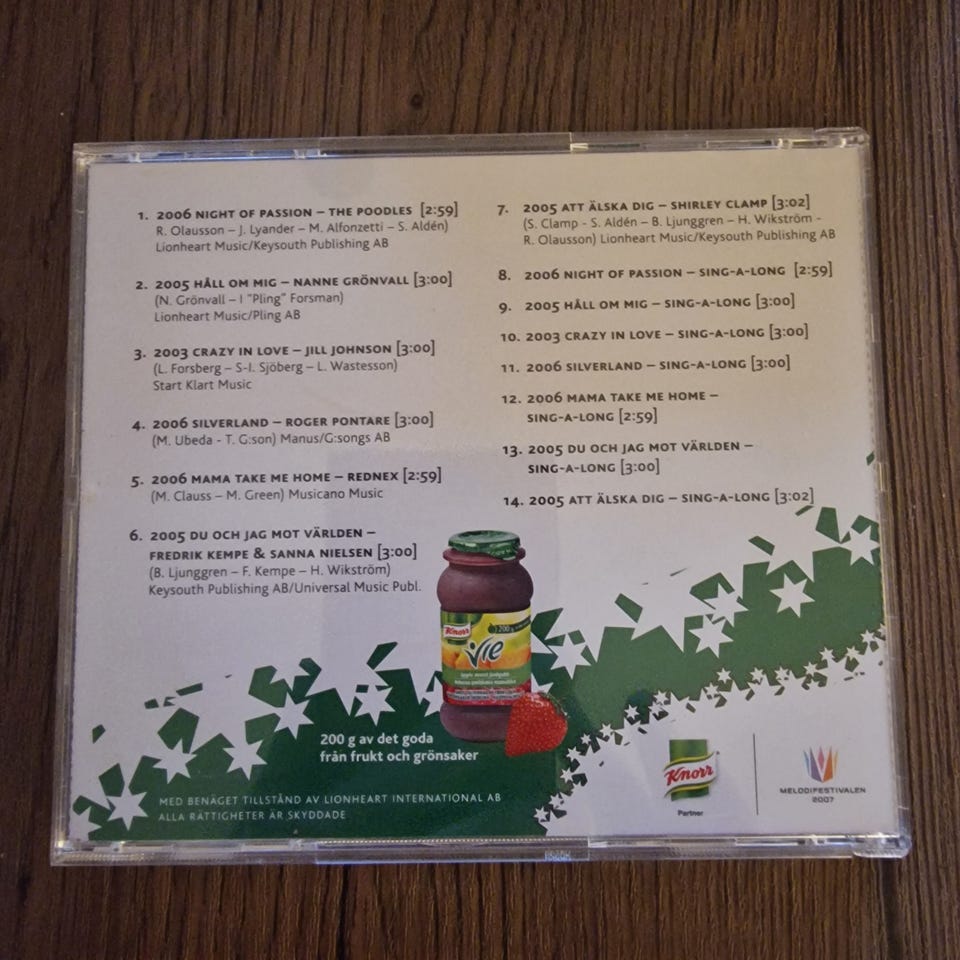 1. 2006 NIGHT OF PASSION – THE POODLES [2:59]
R. Olausson – J. Lyander – M. Alfonzetti – S. Aldén)
Lionheart Music/Keysouth Publishing AB
2. 2005 HÅLL OM MIG – NANNE GRÖNVALL [3:00]
(N. Grönvall – I "Pling" Forsman)
Lionheart Music/Pling AB
3. 2003 CRAZY IN LOVE – JILL JOHNSON [3:00]
(L. Forsberg – S-I. Sjöberg – L. Wastesson)
Start Klart Music
4. 2006 SILVERLAND – ROGER PONTARE [3:00]
(M. Ubeda - T. G:son) Manus/G:songs AB
5. 2006 MAMA TAKE ME HOME – REDNEX [2:59]
(M. Clauss – M. Green) Musicano Music
6. 2005 DU OCH JAG MOT VÄRLDEN –
FREDRIK KEMPE & SANNA NIELSEN [3:00]
(B. Ljunggren – F. Kempe – H. Wikström)
Keysouth Publishing AB/Universal Music Publ.
7. 2005 ATT ÄLSKA DIG – SHIRLEY CLAMP [3:02]
(S. Clamp - S. Aldén – B. Ljunggren – H. Wikström -
R. Olausson) Lionheart Music/Keysouth Publishing AB
8. 2006 NIGHT OF PASSION – SING-A-LONG [2:59]
9. 2005 HÅLL OM MIG – SING-A-LONG [3:00]
10. 2003 CRAZY IN LOVE – SING-A-LONG [3:00]
11. 2006 SILVERLAND – SING-A-LONG [3:00]
12. 2006 MAMA TAKE ME HOME –
SING-A-LONG [2:59]
13. 2005 DU OCH JAG MOT VÄRLDEN –
SING-A-LONG [3:00]
14. 2005 ATT ÄLSKA DIG – SING-A-LONG [3:02]
Knorr
200 g
vie
200 g av det goda
från frukt och grönsaker
MED BENÄGET TILLSTÅND AV LIONHEART INTERNATIONAL AB
ALLA RÄTTIGHETER ÄR SKYDDADE
Knorr
Partner
MELODIFESTIVALEN
2007